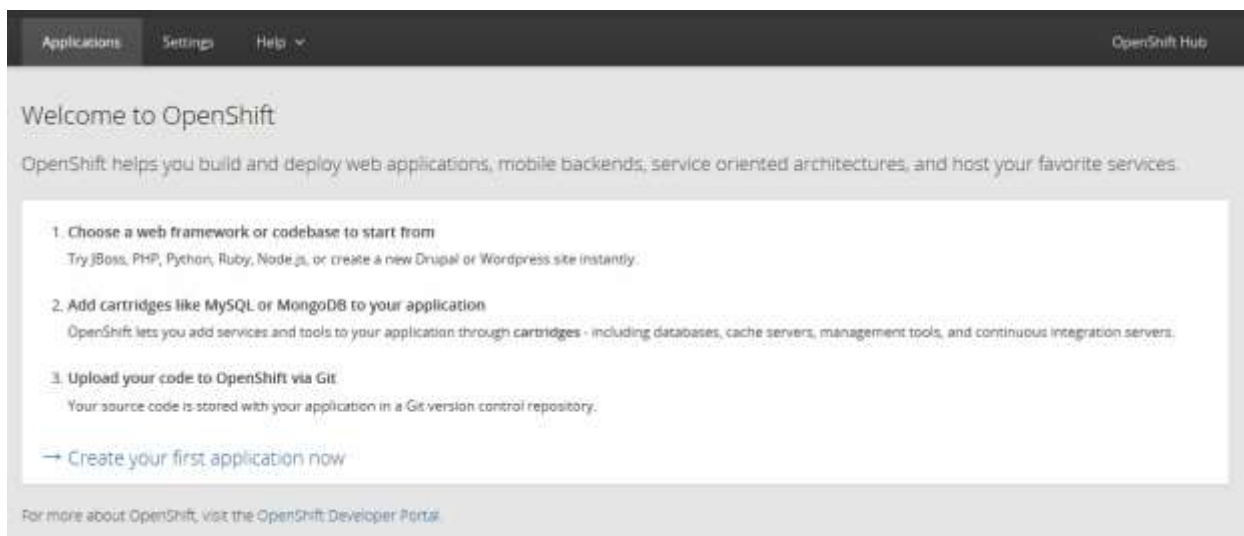 Applications Settings Help OpenShift Hub
Welcome to OpenShift
OpenShift helps you build and deploy web applications, mobile backends, service oriented architectures, and host your favorite services.
1. Choose a web framework or codebase to start from
Try JBoss, PHP, Python, Ruby, Node.js, or create a new Drupal or Wordpress site instantly.
2. Add cartridges like MySQL or MongoDB to your application
OpenShift lets you add services and tools to your application through cartridges - including databases, cache servers, management tools, and continuous integration servers.
3. Upload your code to OpenShift via Git
Your source code is stored with your application in a Git version control repository.
→ Create your first application now
For more about OpenShift, visit the OpenShift Developer Portal.